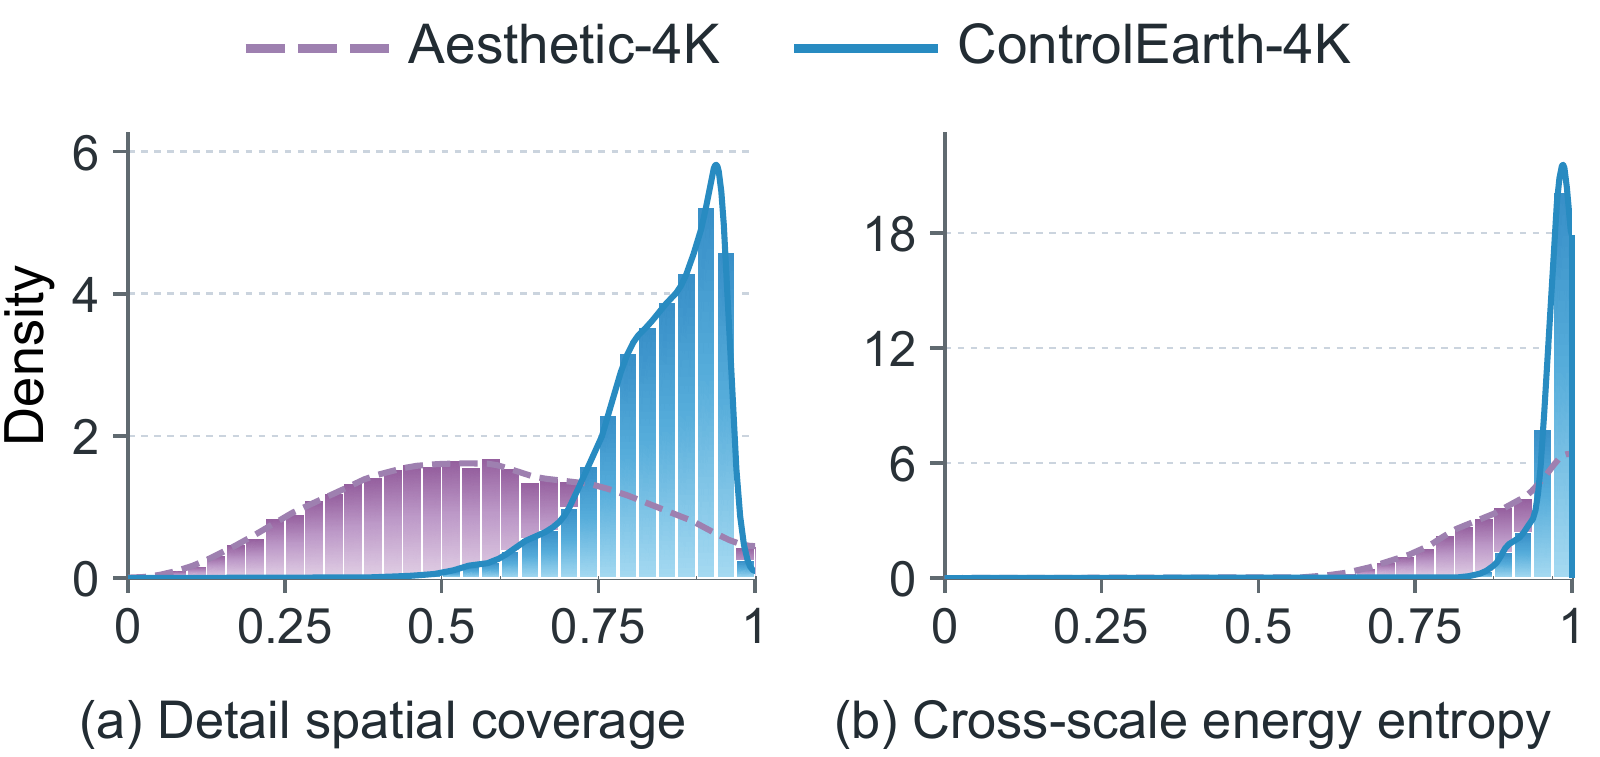 Aesthetic-4K ControlEarth-4K
Density
6
4
2
0
0 0.25 0.5 0.75 1
(a) Detail spatial coverage
18
12
6
0
0 0.25 0.5 0.75 1
(b) Cross-scale energy entropy